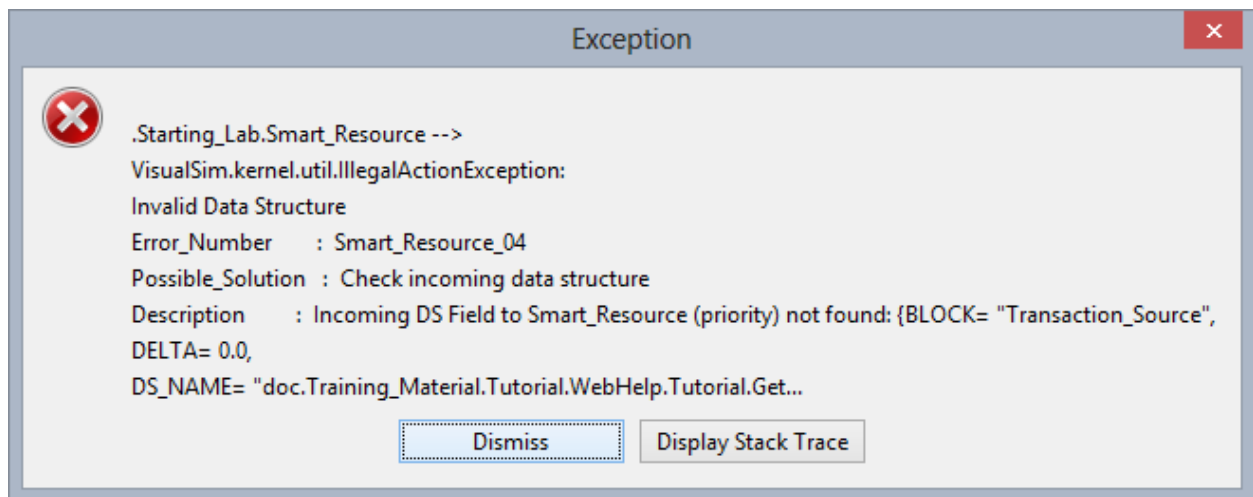 Exception
.Starting_Lab.Smart_Resource -->
VisualSim.kernel.util.IllegalActionException:
Invalid Data Structure
Error_Number : Smart_Resource_04
Possible_Solution : Check incoming data structure
Description : Incoming DS Field to Smart_Resource (priority) not found: {BLOCK= "Transaction_Source",
DELTA= 0.0,
DS_NAME= "doc.Training_Material.Tutorial.WebHelp.Tutorial.Get...
Dismiss Display Stack Trace